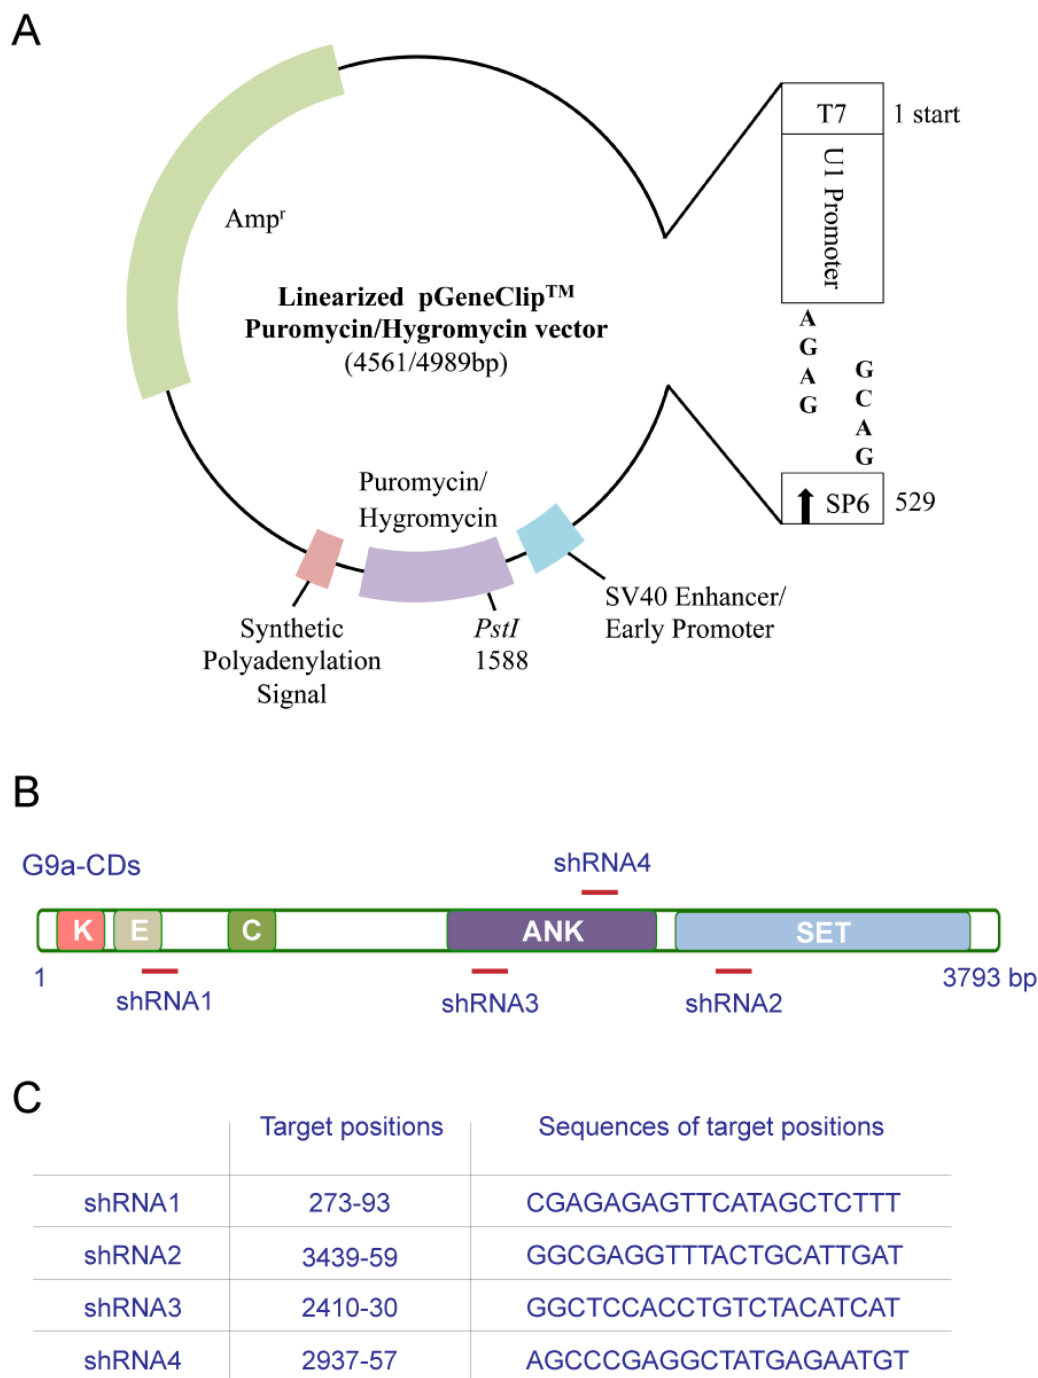 A
T7
1 start
U1 Promoter
Ampʳ
Linearized pGeneClip™
Puromycin/Hygromycin vector
(4561/4989bp)
A
G
A
G
G
C
A
G
SP6
529
Puromycin/
Hygromycin
SV40 Enhancer/
Early Promoter
PstI
1588
Synthetic
Polyadenylation
Signal
B
G9a-CDs
shRNA4
K E C ANK SET
1
3793 bp
shRNA1
shRNA3
shRNA2
C
Target positions Sequences of target positions
shRNA1 273-93 CGAGAGAGTTCATAGCTCTTT
shRNA2 3439-59 GGCGAGGTTTACTGCATTGAT
shRNA3 2410-30 GGCTCCACCTGTCTACATCAT
shRNA4 2937-57 AGCCCGAGGCTATGAGAATGT